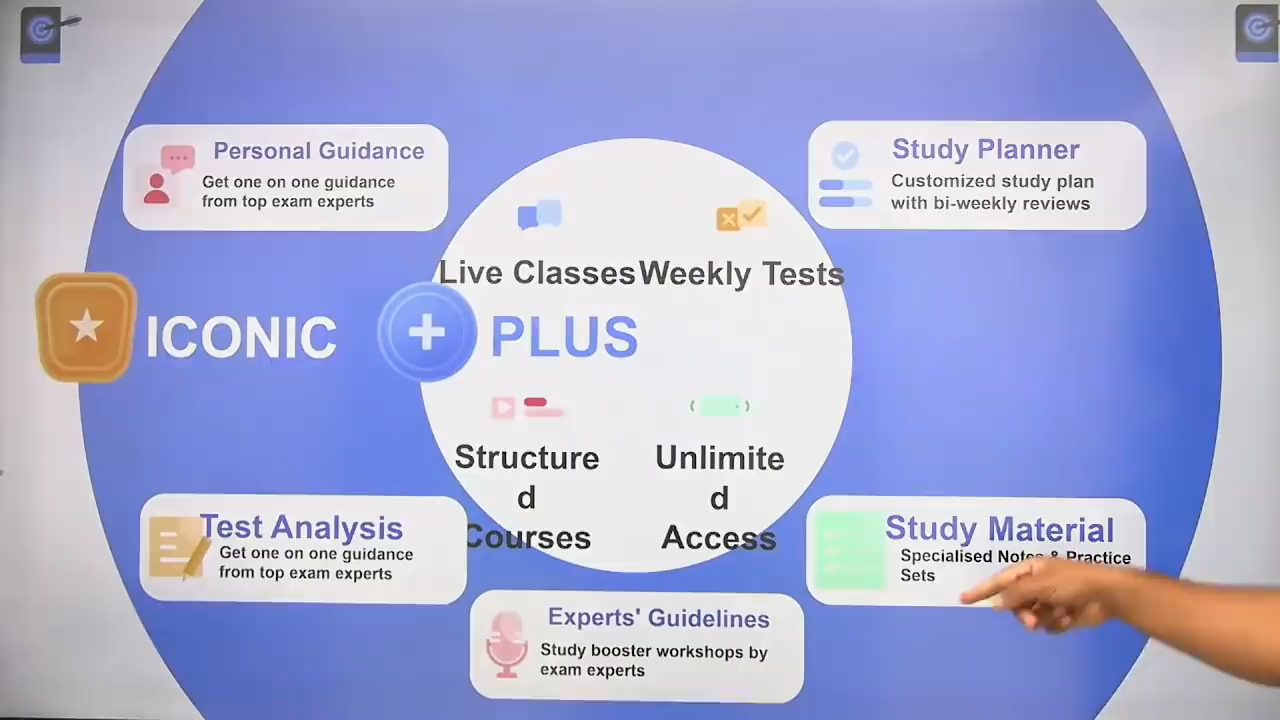 Personal Guidance
Get one on one guidance
from top exam experts
Study Planner
Customized study plan
with bi-weekly reviews
Live Classes
Weekly Tests
ICONIC
PLUS
Structure
d
Courses
Unlimite
d
Access
Test Analysis
Get one on one guidance
from top exam experts
Study Material
Specialised Notes & Practice
Sets
Experts' Guidelines
Study booster workshops by
exam experts